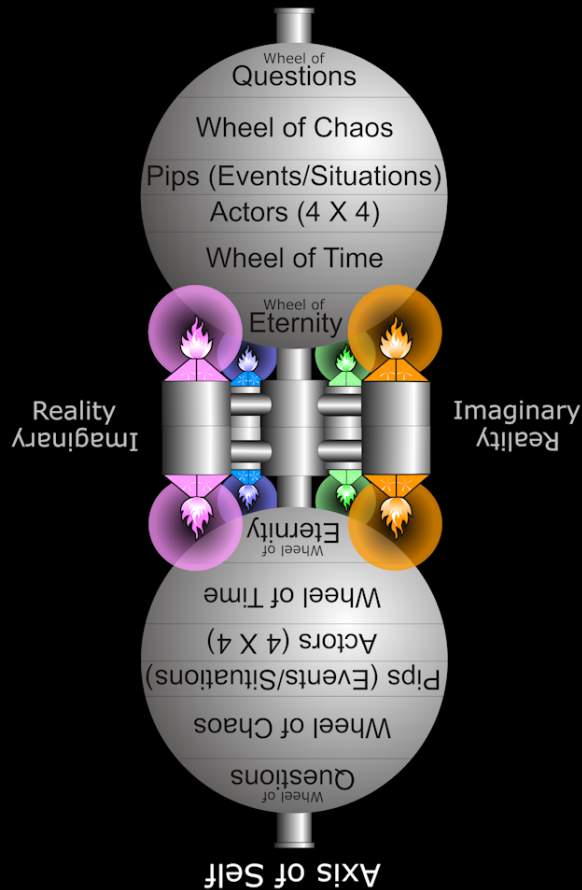 Wheel of
Questions
Wheel of Chaos
Pips (Events/Situations)
Actors (4 X 4)
Wheel of Time
Wheel of
Eternity
Reality
Imaginary
Imaginary
Reality
Eternity
Wheel of
Wheel of Time
Actors (4 X 4)
Pips (Events/Situations)
Wheel of Chaos
Questions
Wheel of
Axis of Self